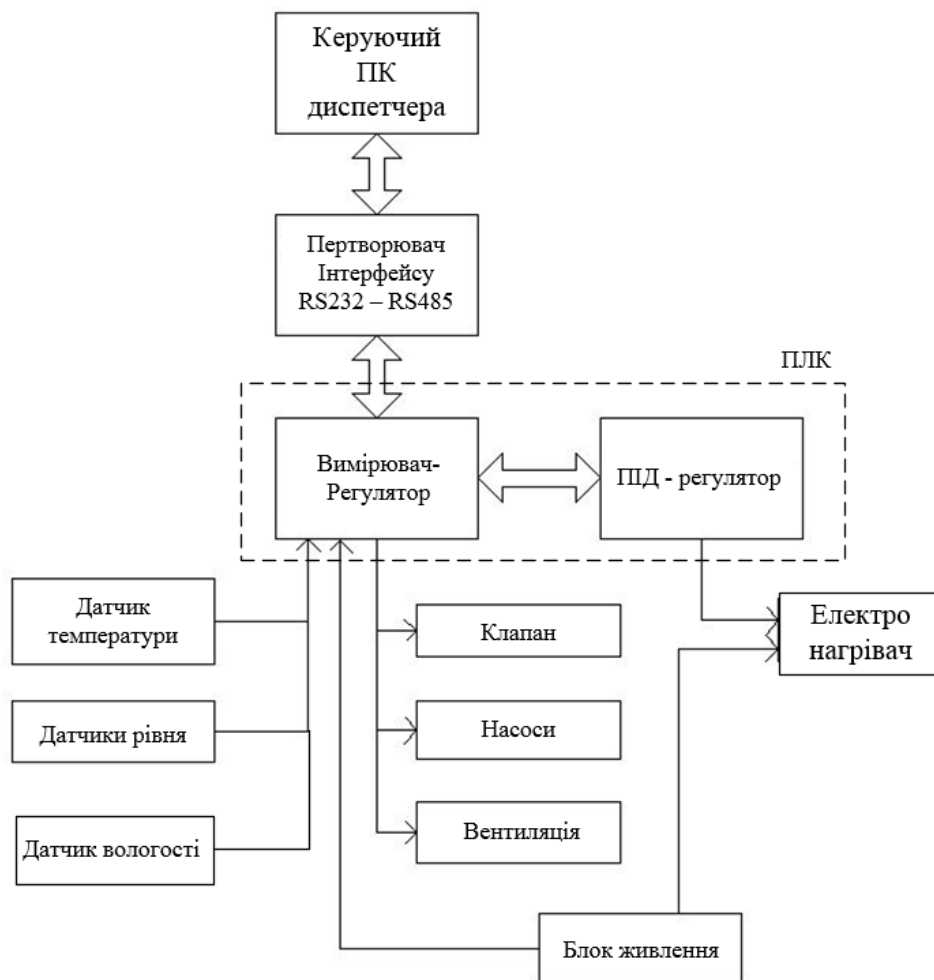 Керуючий
ПК
диспетчера
Пертворювач
Інтерфейсу
RS232 – RS485
ПЛК
Вимірювач-
Регулятор
ПІД - регулятор
Датчик
температури
Клапан
Електро
нагрівач
Датчики рівня
Насоси
Датчик вологості
Вентиляція
Блок живлення